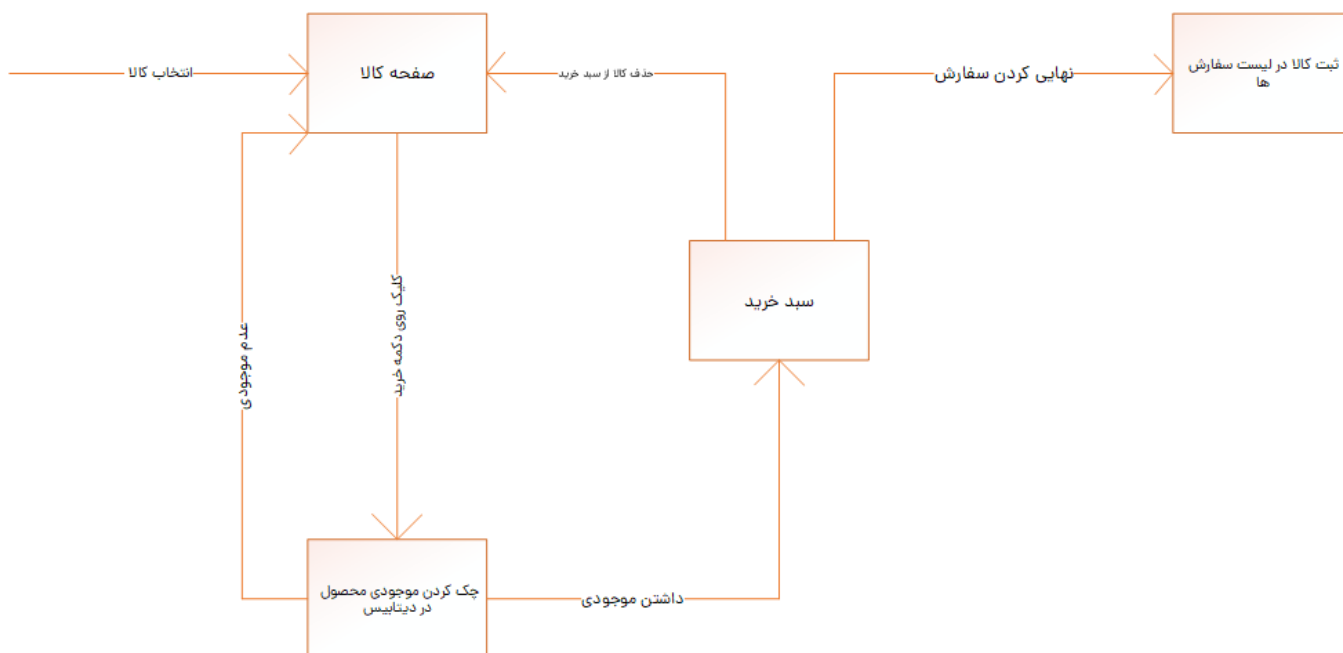 انتخاب کالا
صفحه کالا
حذف کالا از سبد خرید
نهایی کردن سفارش
ثبت کالا در لیست سفارش
ها
سبد خرید
کلیک روی دکمه خرید
عدم موجودی
چک کردن موجودی محصول
در دیتابیس
داشتن موجودی